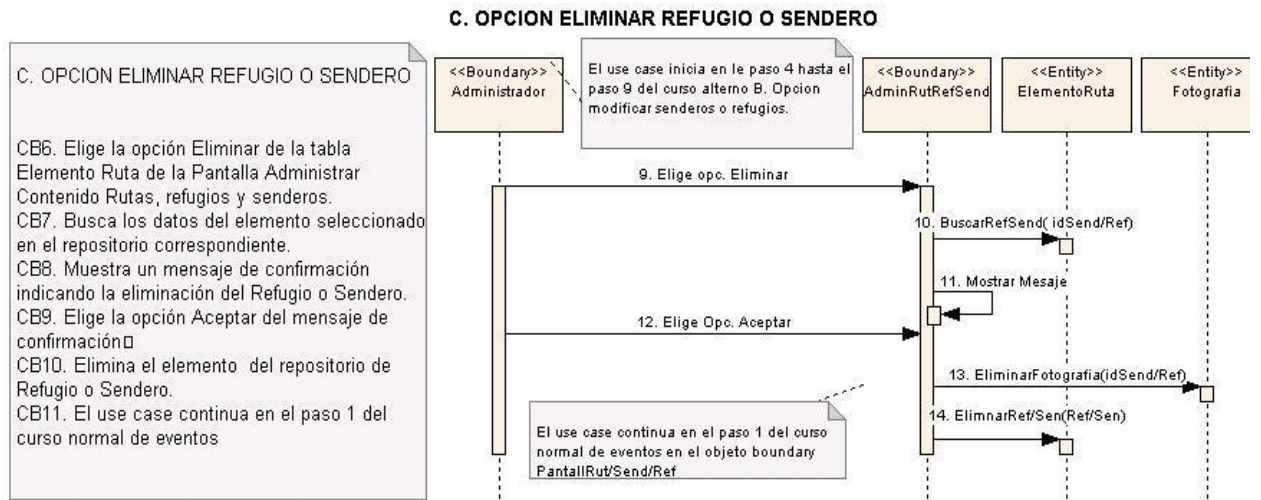 C. OPCION ELIMINAR REFUGIO O SENDERO
C. OPCION ELIMINAR REFUGIO O SENDERO
CB6. Elige la opción Eliminar de la tabla
Elemento Ruta de la Pantalla Administrar
Contenido Rutas, refugios y senderos.
CB7. Busca los datos del elemento seleccionado
en el repositorio correspondiente.
CB8. Muestra un mensaje de confirmación
indicando la eliminación del Refugio o Sendero.
CB9. Elige la opción Aceptar del mensaje de
confirmación
CB10. Elimina el elemento del repositorio de
Refugio o Sendero.
CB11. El use case continua en el paso 1 del
curso normal de eventos
<<Boundary>>
Administrador
El use case inicia en le paso 4 hasta el
paso 9 del curso alterno B. Opcion
modificar senderos o refugios.
<<Boundary>>
AdminRutRefSend
<<Entity>>
ElementoRuta
<<Entity>>
Fotografia
9. Elige opc. Eliminar
10. BuscarRefSend( idSend/Ref)
11. Mostrar Mesaje
12. Elige Opc. Aceptar
13. EliminarFotografia(idSend/Ref)
14. ElimnarRef/Sen(Ref/Sen)
El use case continua en el paso 1 del curso
normal de eventos en el objeto boundary
PantallRut/Send/Ref